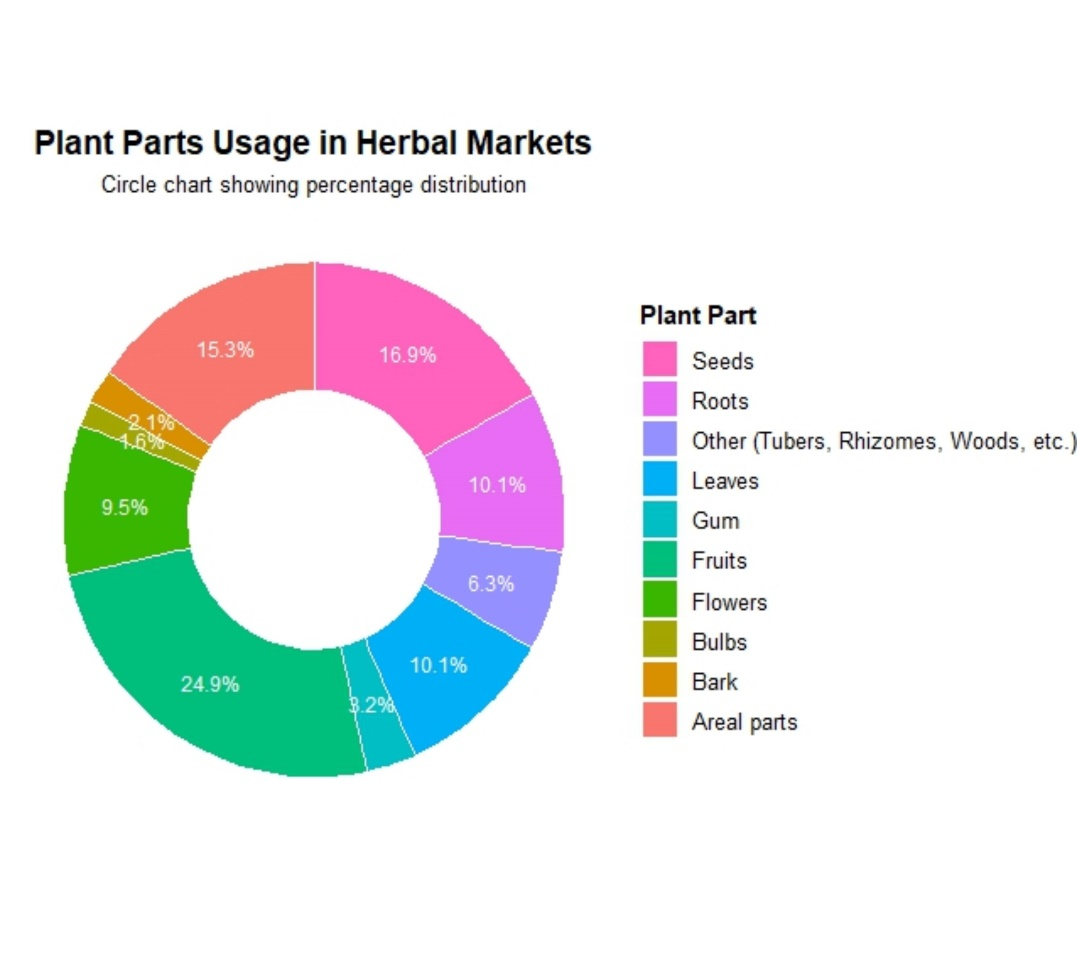 Plant Parts Usage in Herbal Markets
Circle chart showing percentage distribution
15.3%
16.9%
2.1%
1.6%
10.1%
9.5%
6.3%
10.1%
24.9%
3.2%
Plant Part
Seeds
Roots
Other (Tubers, Rhizomes, Woods, etc.)
Leaves
Gum
Fruits
Flowers
Bulbs
Bark
Areal parts